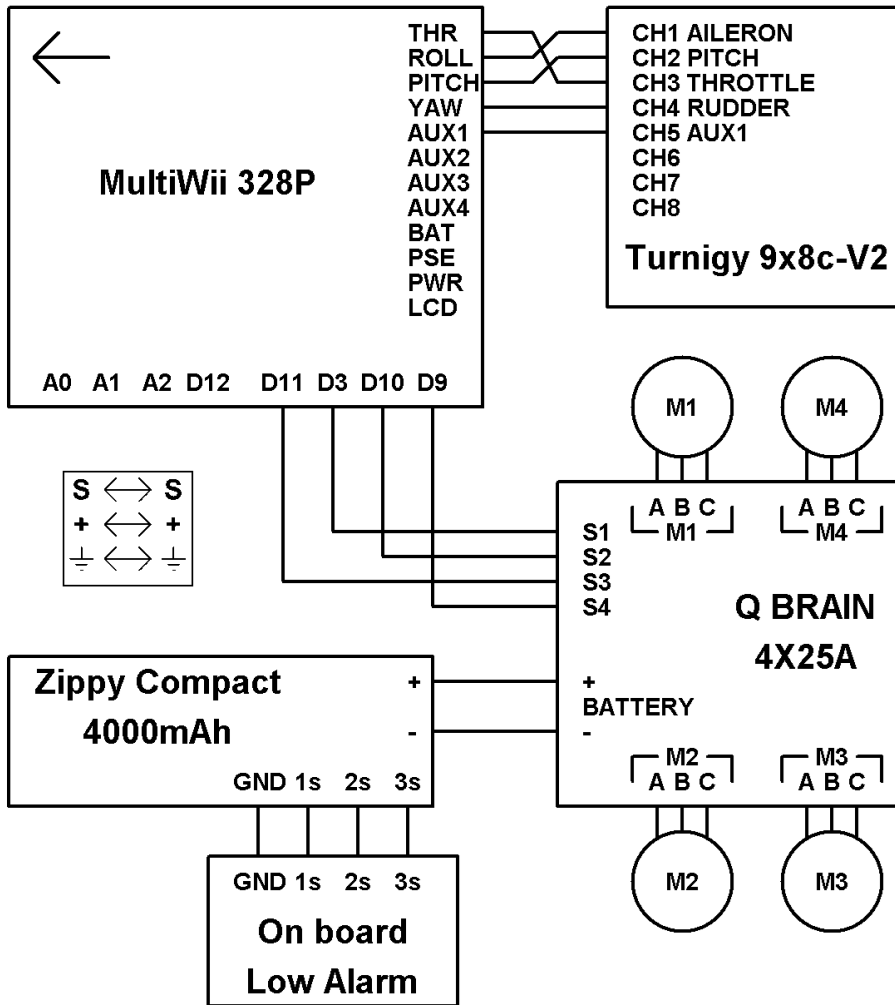 THR
ROLL
PITCH
YAW
AUX1
AUX2
AUX3
AUX4
BAT
PSE
PWR
LCD
MultiWii 328P
A0 A1 A2 D12 D11 D3 D10 D9
CH1 AILERON
CH2 PITCH
CH3 THROTTLE
CH4 RUDDER
CH5 AUX1
CH6
CH7
CH8
Turnigy 9x8c-V2
S S
+ +
M1 M4
A B C A B C
M1 M4
S1
S2
S3
S4
Q BRAIN
4X25A
+
BATTERY
-
M2 M3
A B C A B C
M2 M3
Zippy Compact +
4000mAh -
GND 1s 2s 3s
GND 1s 2s 3s
On board
Low Alarm